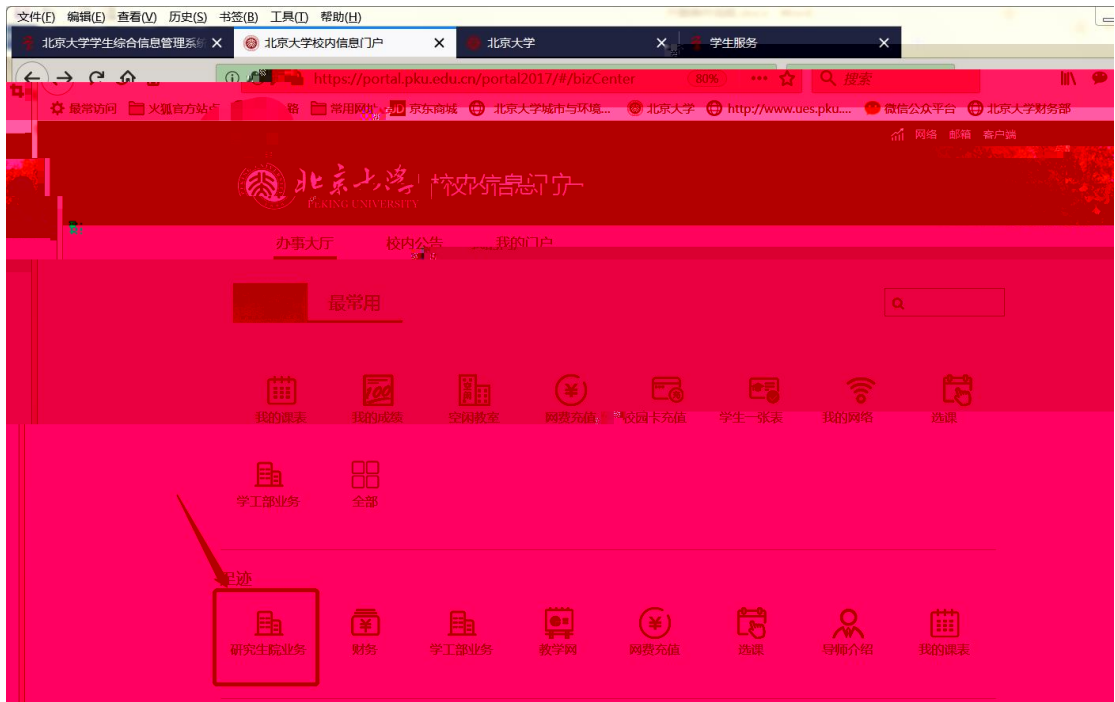 文件(F) 编辑(E) 查看(V) 历史(S) 书签(B) 工具(T) 帮助(H)
北京大学学生综合信息管理系统 北京大学校内信息门户 北京大学 学生服务
https://portal.pku.edu.cn/portal2017/#/bizCenter 80% 搜索
最常访问 火狐官方站点 常用网址 JD 京东商城 北京大学城市与环境... 北京大学 http://www.ues.pku.... 微信公众平台 北京大学财务部
网络 邮箱 客户端
北京大学 校内信息门户
PEKING UNIVERSITY
办事大厅 校内公告 我的门户
最常用
我的课表 我的成绩 空闲教室 网费充值 校园卡充值 学生一张表 我的网络 选课
学工部业务 全部
足迹
研究生院业务 财务 学工部业务 教学网 网费充值 选课 导师介绍 我的课表